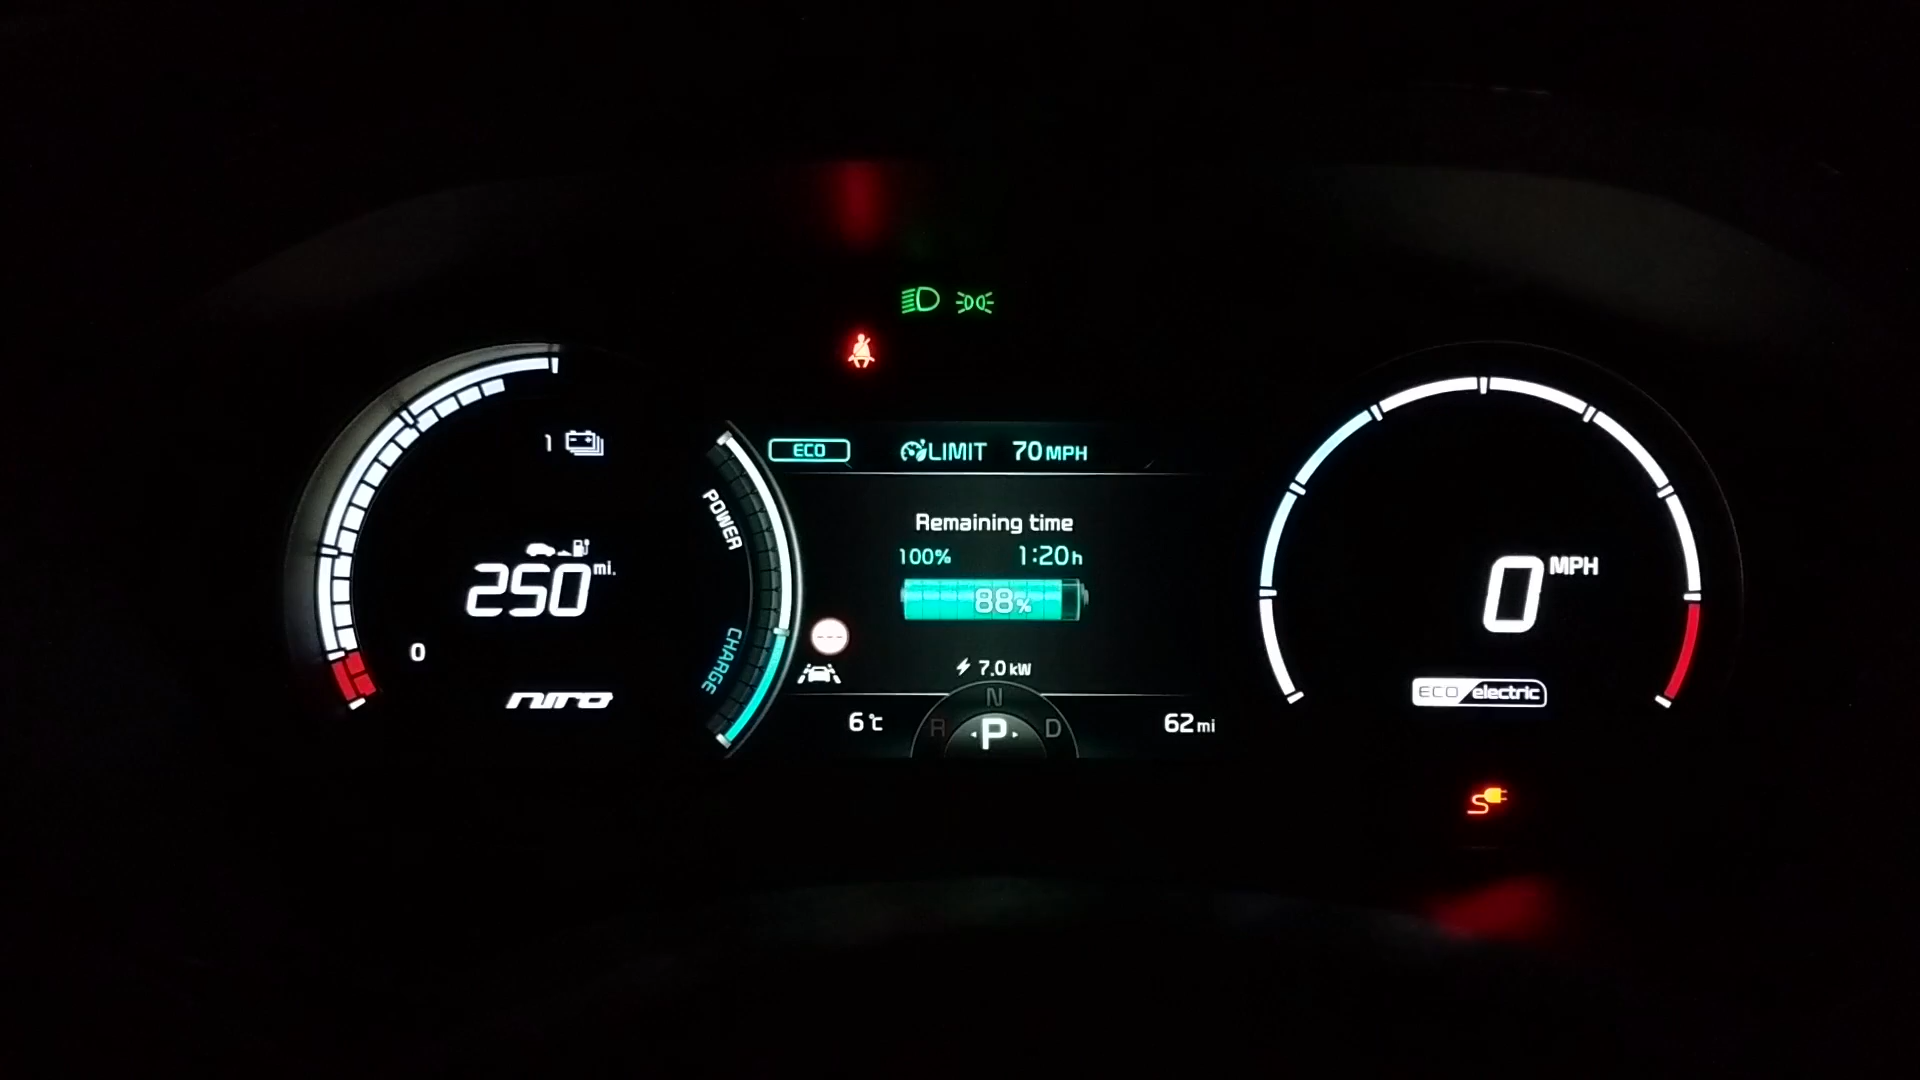 1
250 mi.
0
NIRO
POWER
CHARGE
ECO
LIMIT 70 MPH
Remaining time
100% 1:20 h
88%
---
7.0 kW
N
R P D
6℃
62 mi
0 MPH
ECO electric